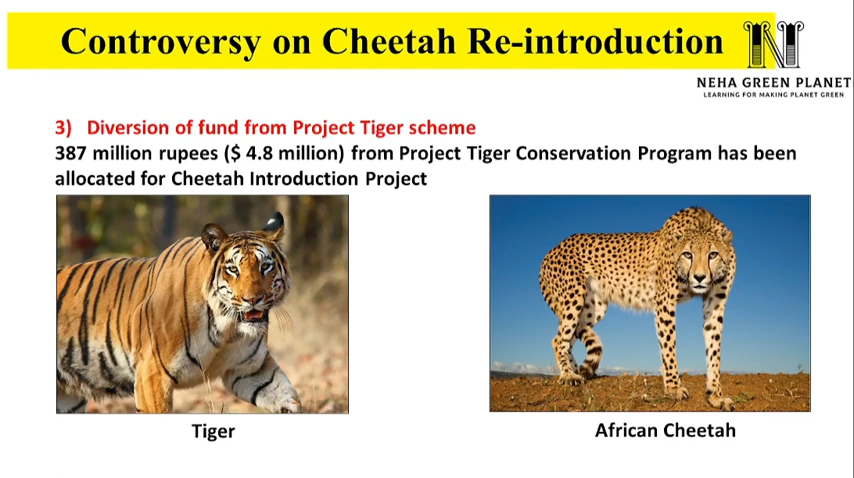 Controversy on Cheetah Re-introduction
N
NEHA GREEN PLANET
LEARNING FOR MAKING PLANET GREEN
3) Diversion of fund from Project Tiger scheme
387 million rupees ($ 4.8 million) from Project Tiger Conservation Program has been
allocated for Cheetah Introduction Project
Tiger
African Cheetah